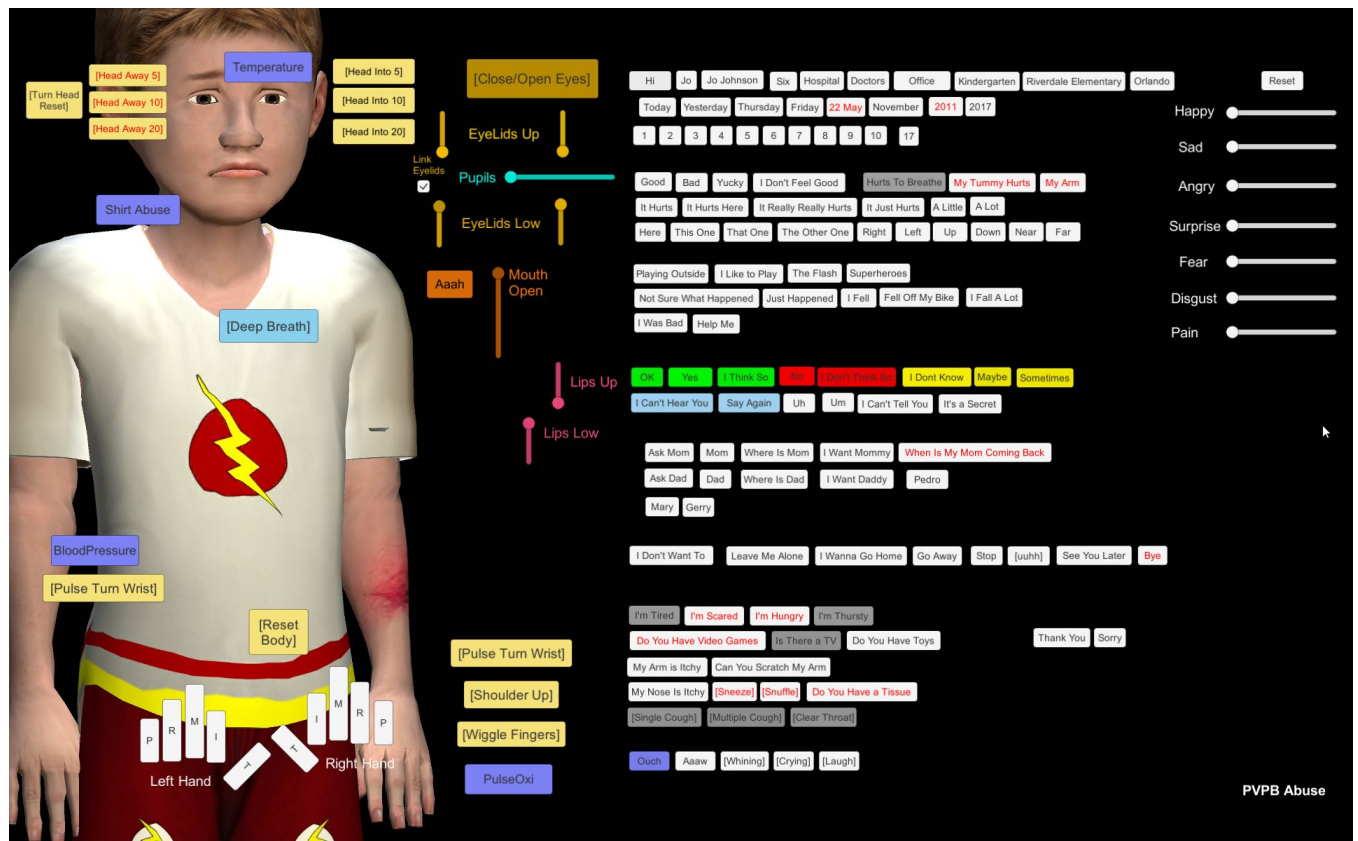 Temperature
[Close/Open Eyes]
[Head Away 5]
[Head Into 5]
[Turn Head
Reset]
[Head Away 10]
[Head Into 10]
[Head Away 20]
[Head Into 20]
EyeLids Up
Link
Eyelids
Pupils
Shirt Abuse
EyeLids Low
Aaah
Mouth
Open
[Deep Breath]
Lips Up
Lips Low
BloodPressure
[Pulse Turn Wrist]
[Reset
Body]
[Pulse Turn Wrist]
[Shoulder Up]
[Wiggle Fingers]
PulseOxi
P R M I T T I M R P
Left Hand Right Hand
Hi Jo Jo Johnson Six Hospital Doctors Office Kindergarten Riverdale Elementary Orlando
Today Yesterday Thursday Friday 22 May November 2011 2017
1 2 3 4 5 6 7 8 9 10 17
Good Bad Yucky I Don't Feel Good Hurts To Breathe My Tummy Hurts My Arm
It Hurts It Hurts Here It Really Really Hurts It Just Hurts A Little A Lot
Here This One That One The Other One Right Left Up Down Near Far
Playing Outside I Like to Play The Flash Superheroes
Not Sure What Happened Just Happened I Fell Fell Off My Bike I Fall A Lot
I Was Bad Help Me
OK Yes I Think So No I Don't Think So I Dont Know Maybe Sometimes
I Can't Hear You Say Again Uh Um I Can't Tell You It's a Secret
Ask Mom Mom Where Is Mom I Want Mommy When Is My Mom Coming Back
Ask Dad Dad Where Is Dad I Want Daddy Pedro
Mary Gerry
I Don't Want To Leave Me Alone I Wanna Go Home Go Away Stop [uuhh] See You Later Bye
I'm Tired I'm Scared I'm Hungry I'm Thursty
Do You Have Video Games Is There a TV Do You Have Toys Thank You Sorry
My Arm is Itchy Can You Scratch My Arm
My Nose Is Itchy [Sneeze] [Snuffle] Do You Have a Tissue
[Single Cough] [Multiple Cough] [Clear Throat]
Ouch Aaaw [Whining] [Crying] [Laugh]
Reset
Happy
Sad
Angry
Surprise
Fear
Disgust
Pain
PVPB Abuse